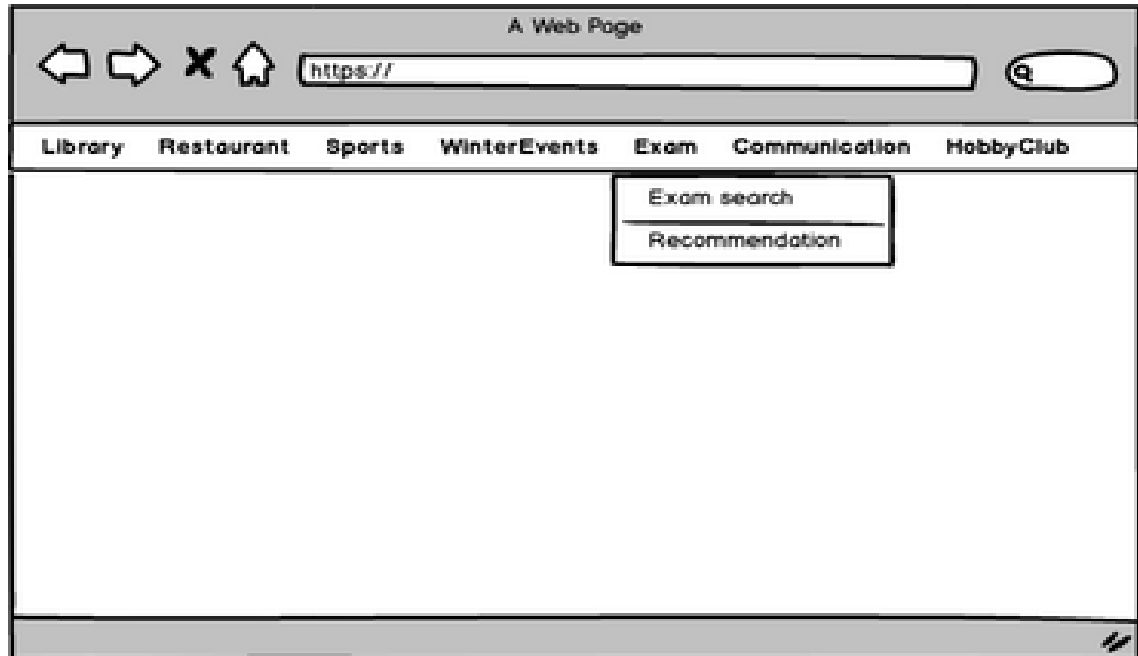 A Web Page
https://
Library Restaurant Sports WinterEvents Exam Communication HobbyClub
Exam search
Recommendation